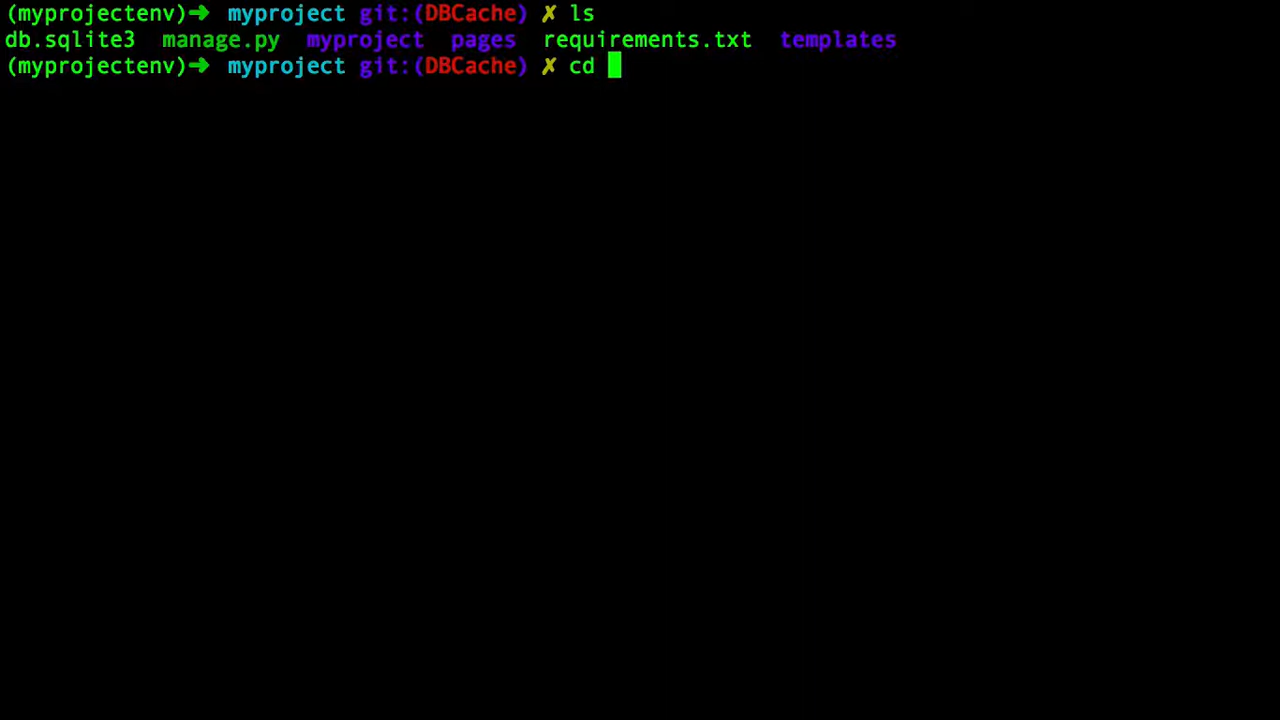 (myprojectenv)➜ myproject git:(DBCache) ✗ ls
db.sqlite3 manage.py myproject pages requirements.txt templates
(myprojectenv)➜ myproject git:(DBCache) ✗ cd